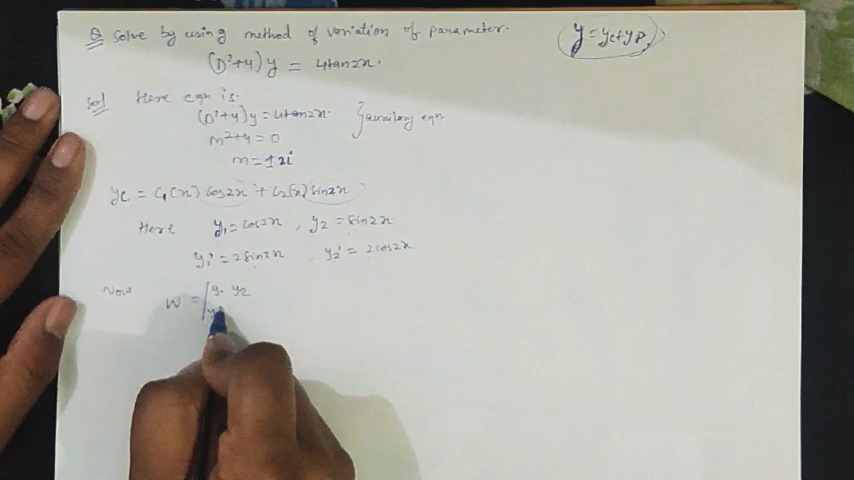 Q Solve by using method of variation of parameter.
y = yc + yp
(D²+4) y = 4tan2x.
Sol Here eqn is.
(D²+4) y = 4tan2x. } auxilary eqn
m²+4 = 0
m = ±2i
yc = C₁(x) cos2x + C₂(x) sin2x
Here y₁ = cos2x , y₂ = sin2x
y₁' = 2sin2x , y₂' = 2cos2x
Now W = | y₁ y₂